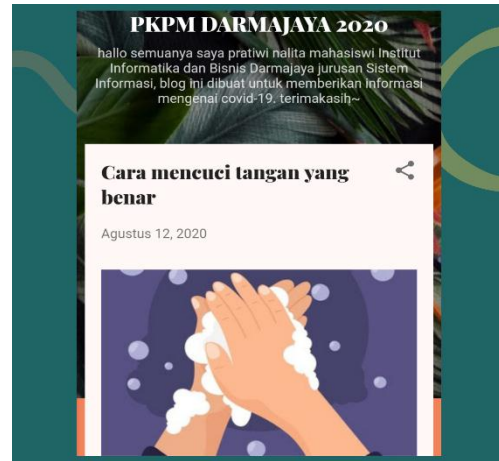 PKPM DARMAJAYA 2020
hallo semuanya saya pratiwi nalita mahasiswi Institut
Informatika dan Bisnis Darmajaya jurusan Sistem
Informasi, blog ini dibuat untuk memberikan informasi
mengenai covid-19. terimakasih~
Cara mencuci tangan yang
benar
Agustus 12, 2020